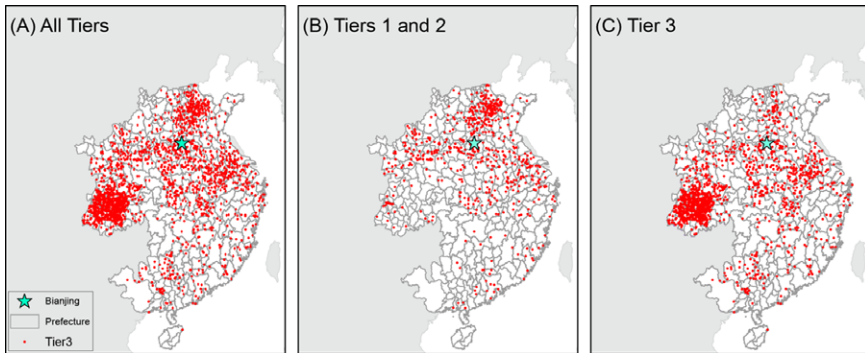 (A) All Tiers
(B) Tiers 1 and 2
(C) Tier 3
Bianjing
Prefecture
Tier3